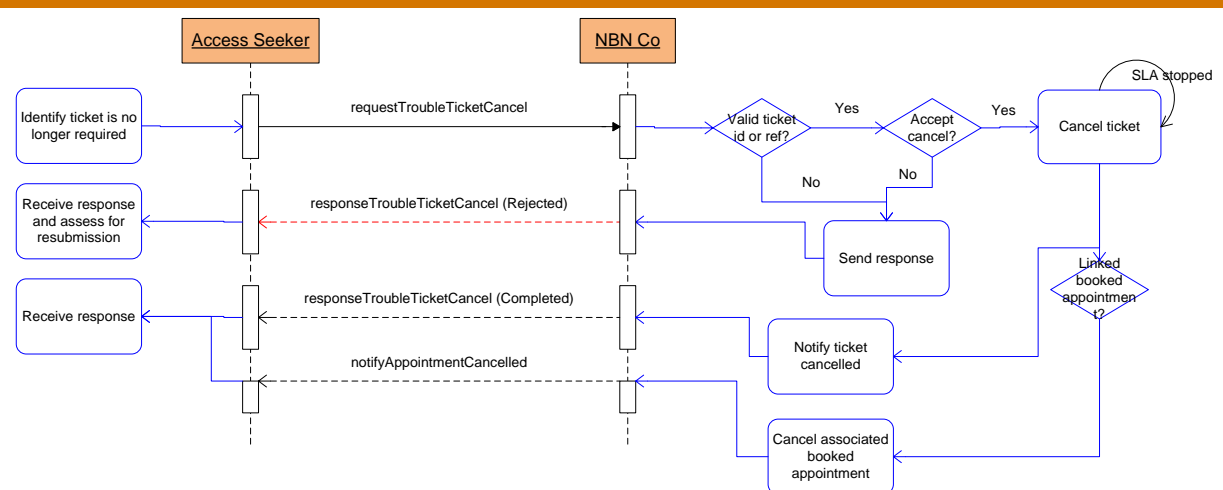 Access Seeker
NBN Co
SLA stopped
Identify ticket is no
longer required
requestTroubleTicketCancel
Valid ticket
id or ref?
Yes
Accept
cancel?
Yes
Cancel ticket
No
No
Receive response
and assess for
resubmission
responseTroubleTicketCancel (Rejected)
Send response
Linked
booked
appointmen
t?
Receive response
responseTroubleTicketCancel (Completed)
Notify ticket
cancelled
notifyAppointmentCancelled
Cancel associated
booked
appointment